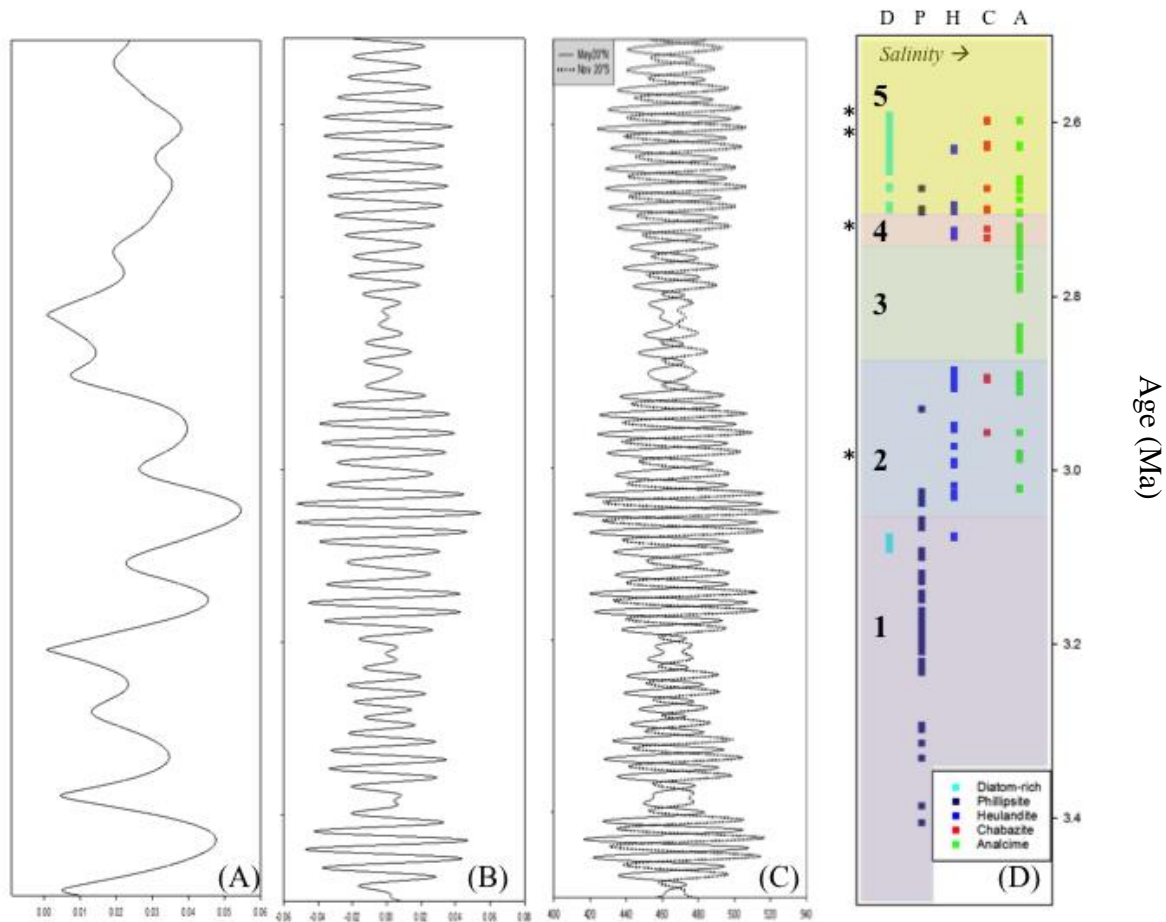 D P H C A
May20°N
Nov 20°S
Salinity →
5
*
*
2.6
4
*
2.8
3
Age (Ma)
2
*
3.0
1
3.2
3.4
Diatom-rich
Phillipsite
Heulandite
Chabazite
Analcime
(A)
(B)
(C)
(D)
0.00 0.01 0.02 0.03 0.04 0.05 0.06
-0.06 -0.04 -0.02 0.00 0.02 0.04 0.06
400 420 440 460 480 500 520